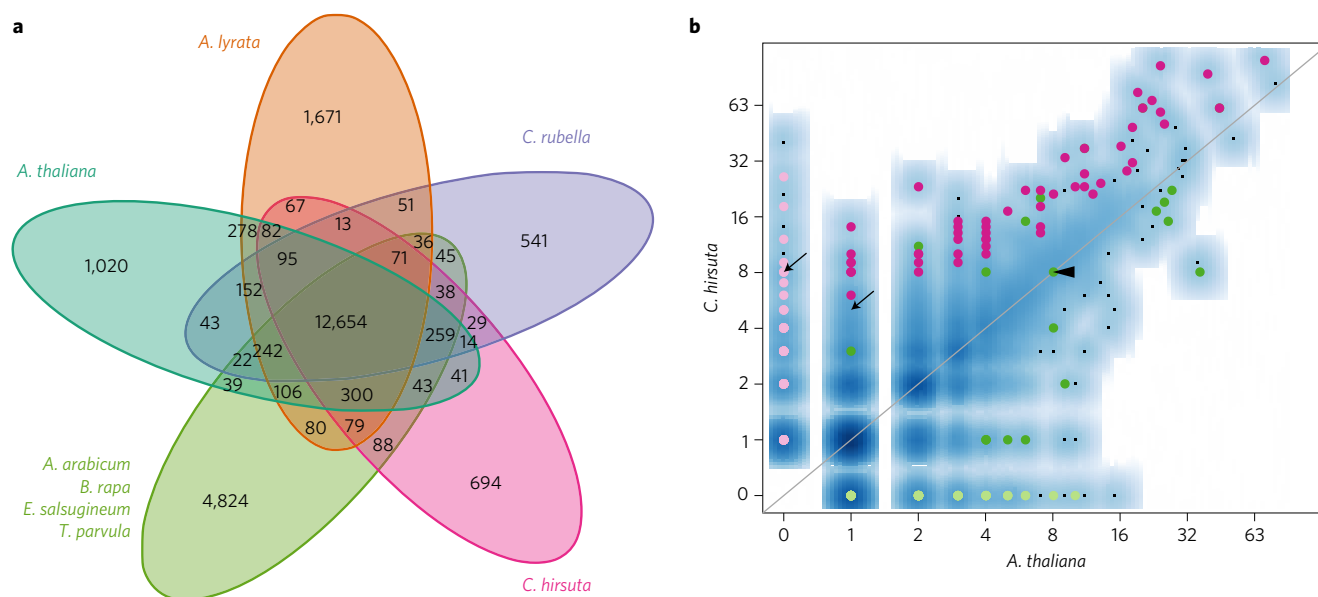 a
A. lyrata
1,671
C. rubella
A. thaliana
67
51
13
278 82
36
541
1,020
95
71
45
152
38
43
12,654
29
259
14
242
22
39
106
300
43
41
80
79
88
A. arabicum
B. rapa
E. salsugineum
T. parvula
4,824
694
C. hirsuta
b
63
32
16
8
4
2
1
0
C. hirsuta
0 1 2 4 8 16 32 63
A. thaliana